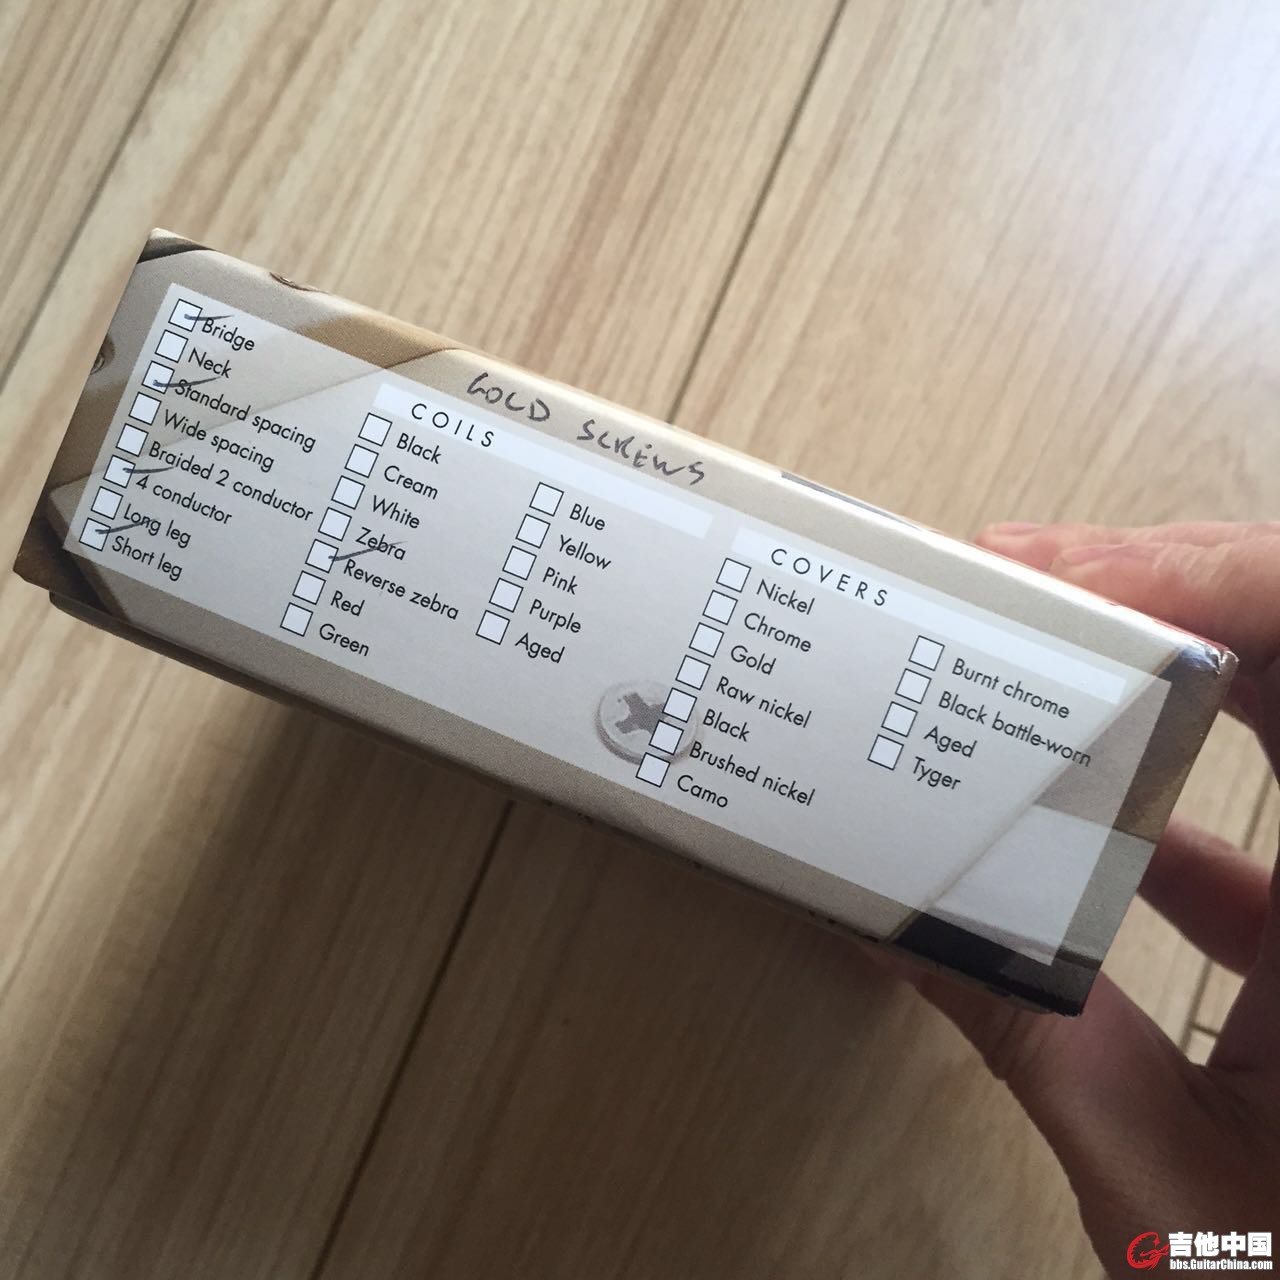 GOLD SCREWS
Bridge
Neck
Standard spacing
Wide spacing
Braided 2 conductor
4 conductor
Long leg
Short leg
COILS
Black
Cream
White
Zebra
Reverse zebra
Red
Green
Blue
Yellow
Pink
Purple
Aged
COVERS
Nickel
Chrome
Gold
Raw nickel
Black
Brushed nickel
Camo
Burnt chrome
Black battle-worn
Aged
Tyger
吉他中国
bbs.GuitarChina.com